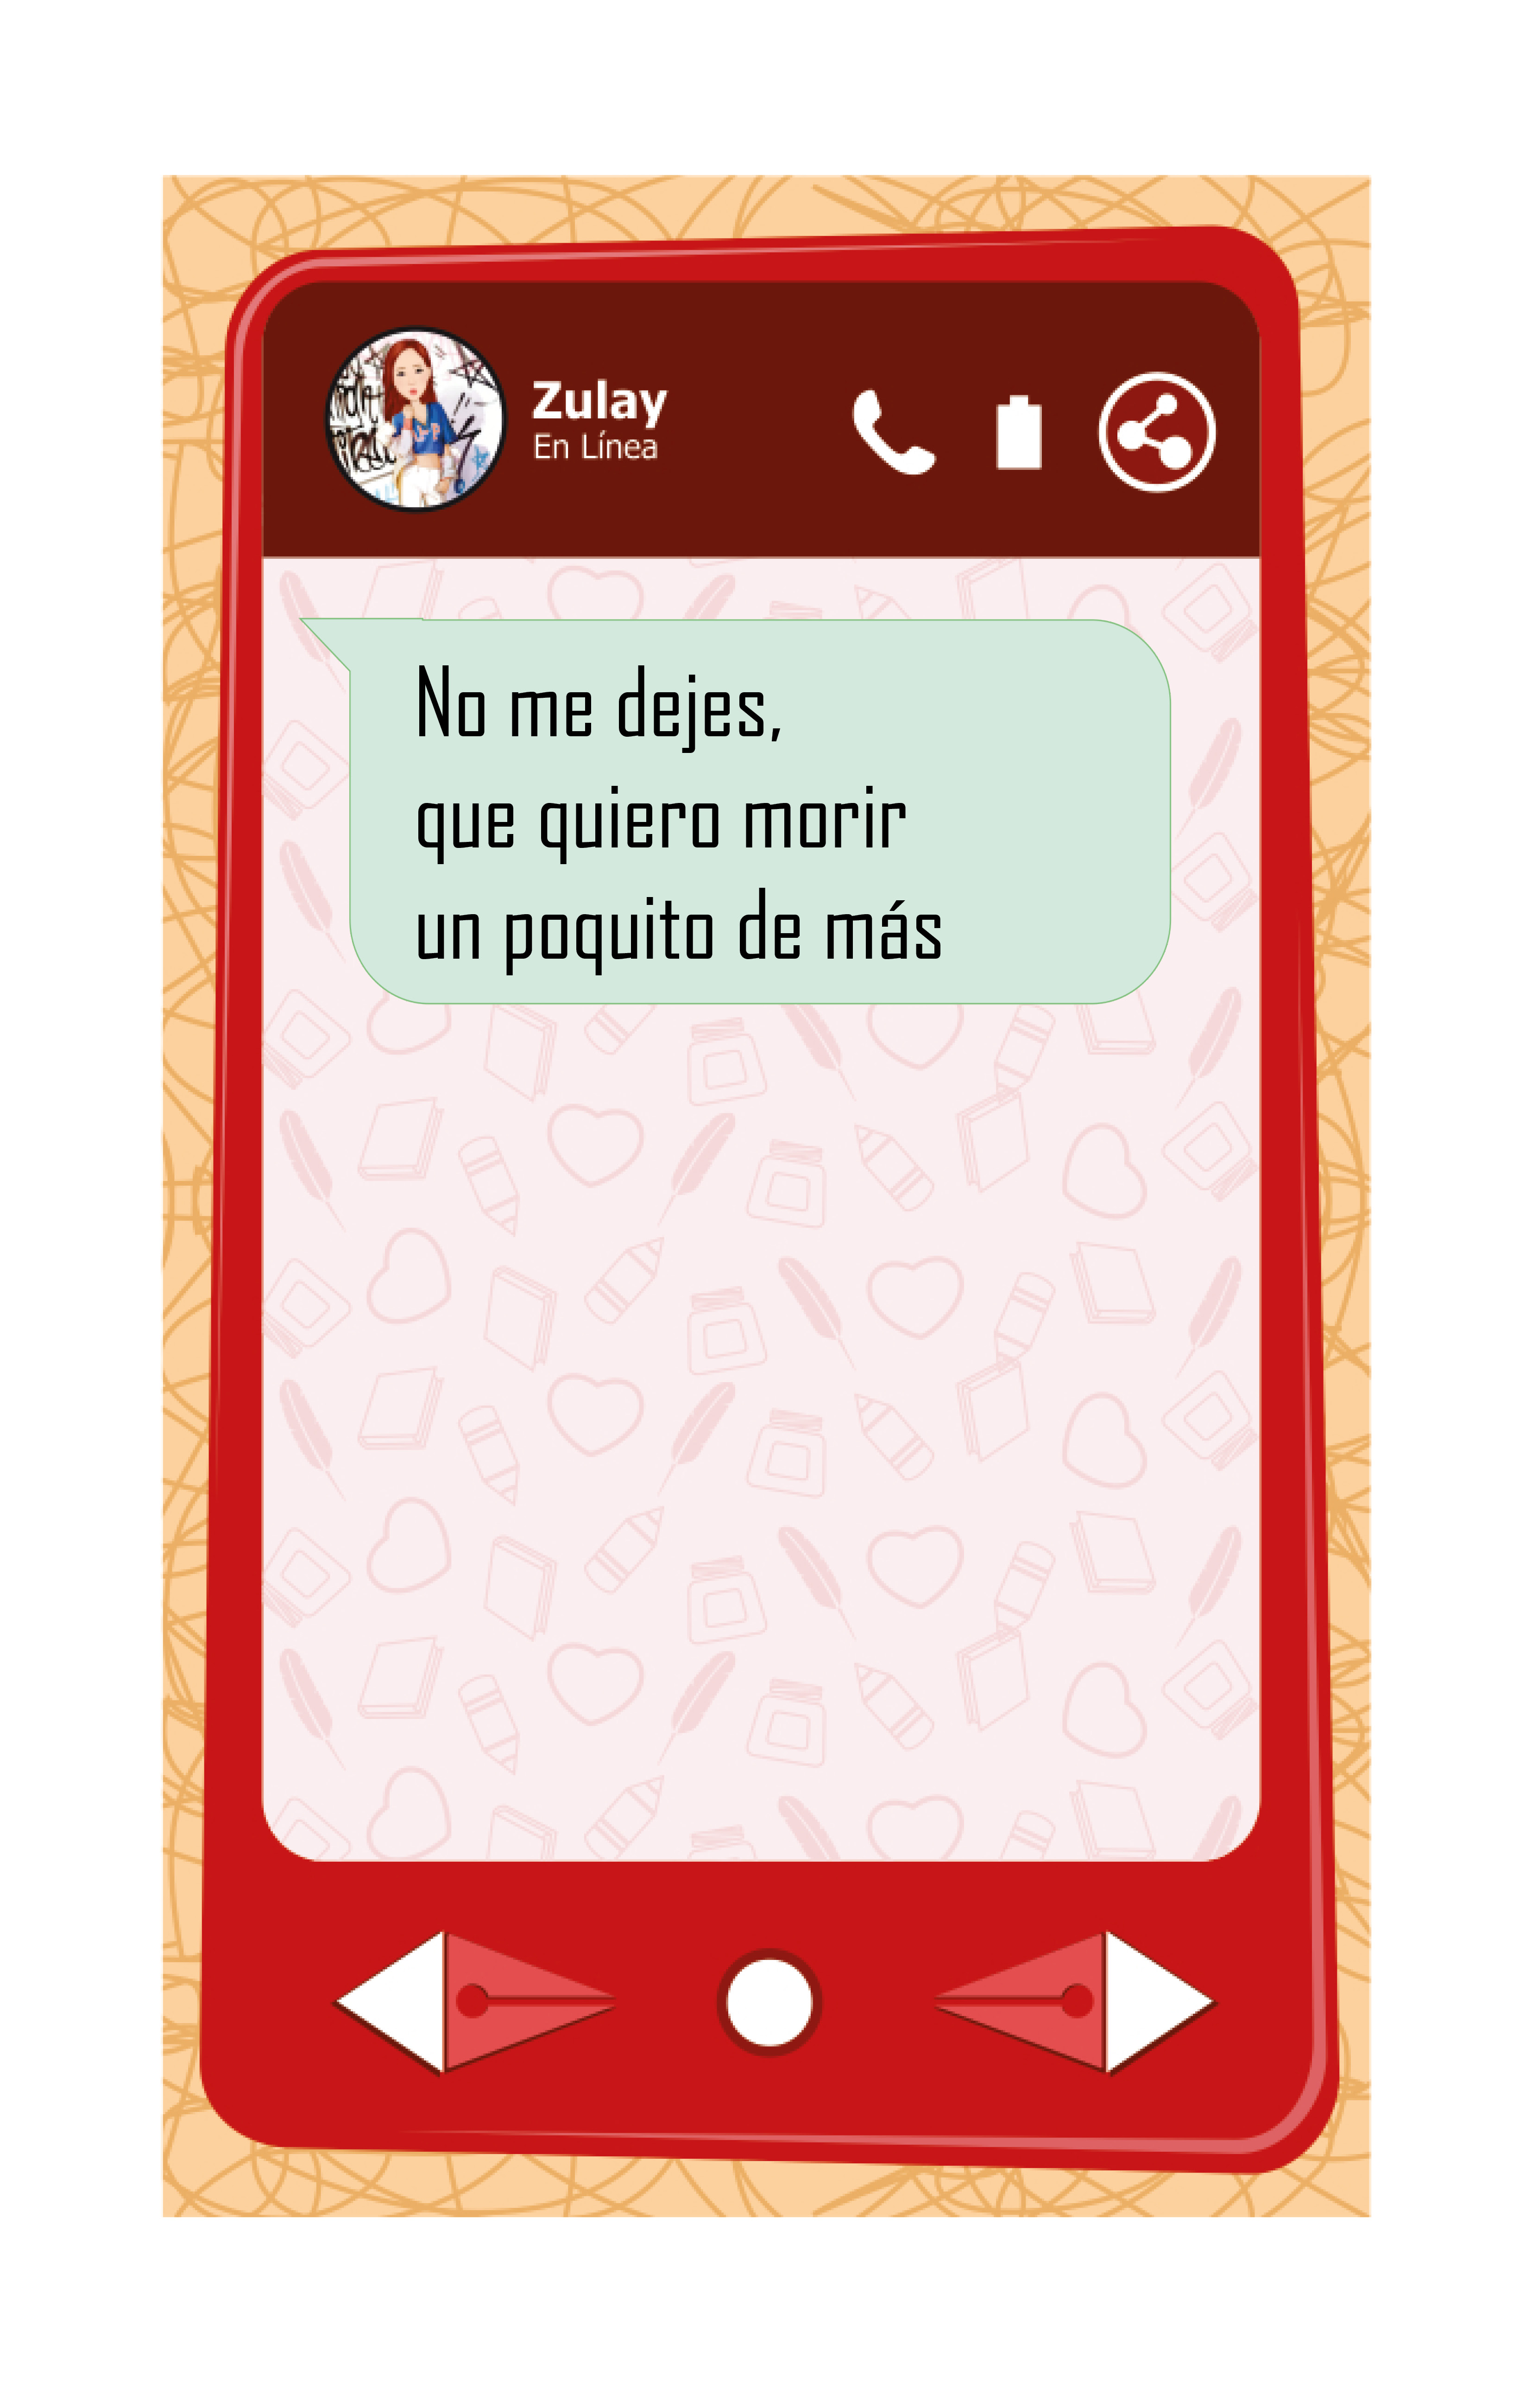 Zulay
En Línea
No me dejes,
que quiero morir
un poquito de más